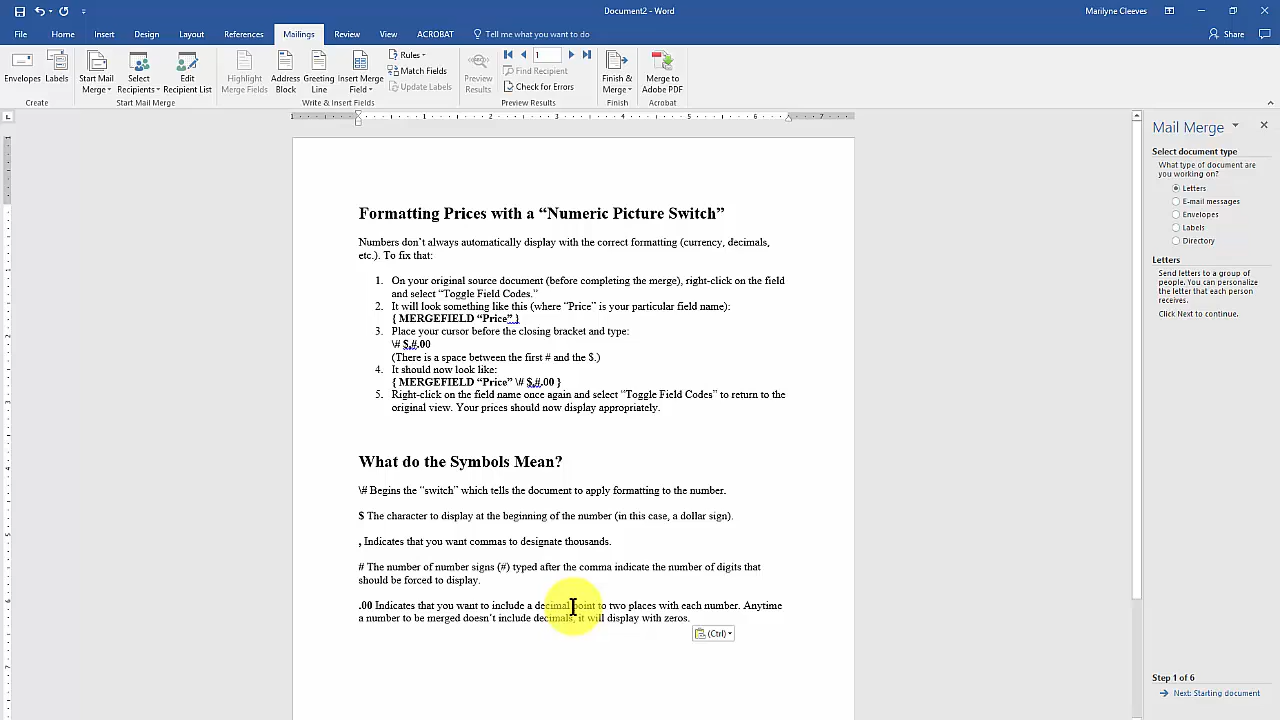 Document2 - Word
Marilyne Cleeves
File Home Insert Design Layout References Mailings Review View ACROBAT Tell me what you want to do
Share
Envelopes Labels
Create
Start Mail Merge
Select Recipients
Edit Recipient List
Start Mail Merge
Highlight Merge Fields
Address Block
Greeting Line
Insert Merge Field
Rules
Match Fields
Update Labels
Write & Insert Fields
Preview Results
1
Find Recipient
Check for Errors
Preview Results
Finish & Merge
Finish
Merge to Adobe PDF
Acrobat
1 1 2 3 4 5 6 7
Formatting Prices with a “Numeric Picture Switch”
Numbers don’t always automatically display with the correct formatting (currency, decimals,
etc.). To fix that:
1. On your original source document (before completing the merge), right-click on the field
and select “Toggle Field Codes.”
2. It will look something like this (where “Price” is your particular field name):
{ MERGEFIELD “Price” }
3. Place your cursor before the closing bracket and type:
\# $,#.00
(There is a space between the first # and the $.)
4. It should now look like:
{ MERGEFIELD “Price” \# $,#.00 }
5. Right-click on the field name once again and select “Toggle Field Codes” to return to the
original view. Your prices should now display appropriately.
What do the Symbols Mean?
\# Begins the “switch” which tells the document to apply formatting to the number.
$ The character to display at the beginning of the number (in this case, a dollar sign).
, Indicates that you want commas to designate thousands.
# The number of number signs (#) typed after the comma indicate the number of digits that
should be forced to display.
.00 Indicates that you want to include a decimal point to two places with each number. Anytime
a number to be merged doesn’t include decimals, it will display with zeros.
(Ctrl)
Mail Merge
Select document type
What type of document are
you working on?
Letters
E-mail messages
Envelopes
Labels
Directory
Letters
Send letters to a group of
people. You can personalize
the letter that each person
receives.
Click Next to continue.
Step 1 of 6
Next: Starting document